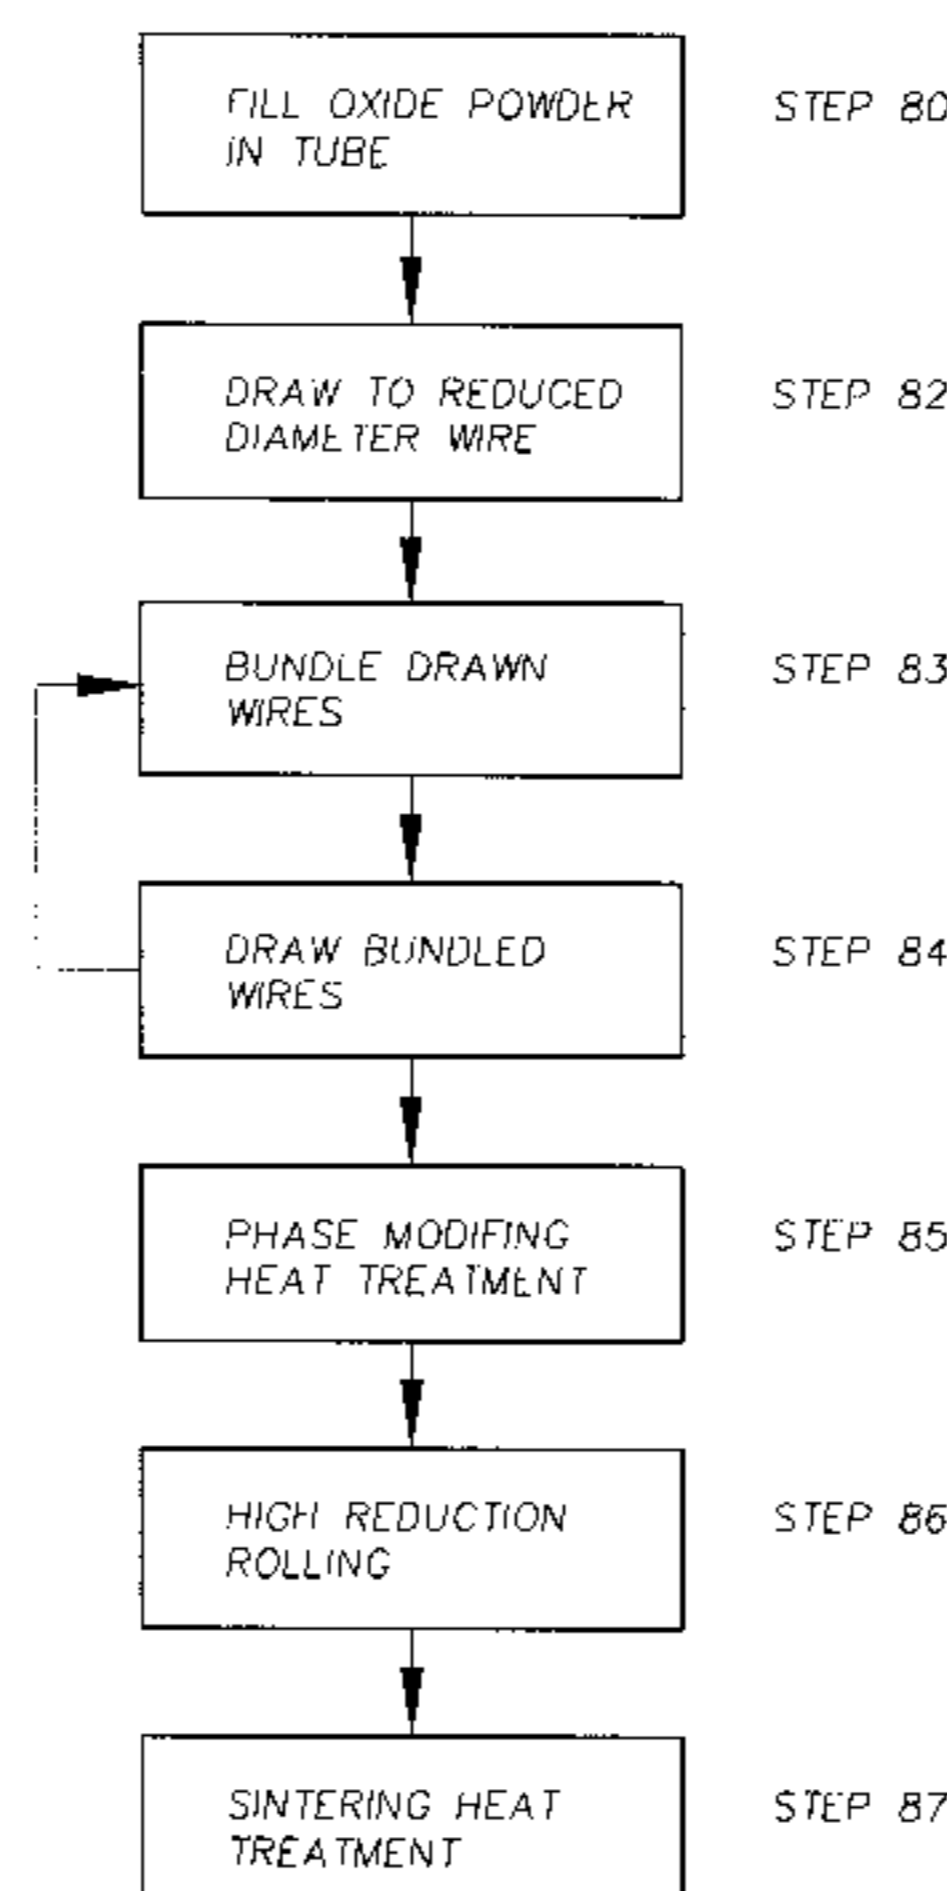 FILL OXIDE POWDER
IN TUBE
STEP 80
DRAW TO REDUCED
DIAMETER WIRE
STEP 82
BUNDLE DRAWN
WIRES
STEP 83
DRAW BUNDLED
WIRES
STEP 84
PHASE MODIFING
HEAT TREATMENT
STEP 85
HIGH REDUCTION
ROLLING
STEP 86
SINTERING HEAT
TREATMENT
STEP 87